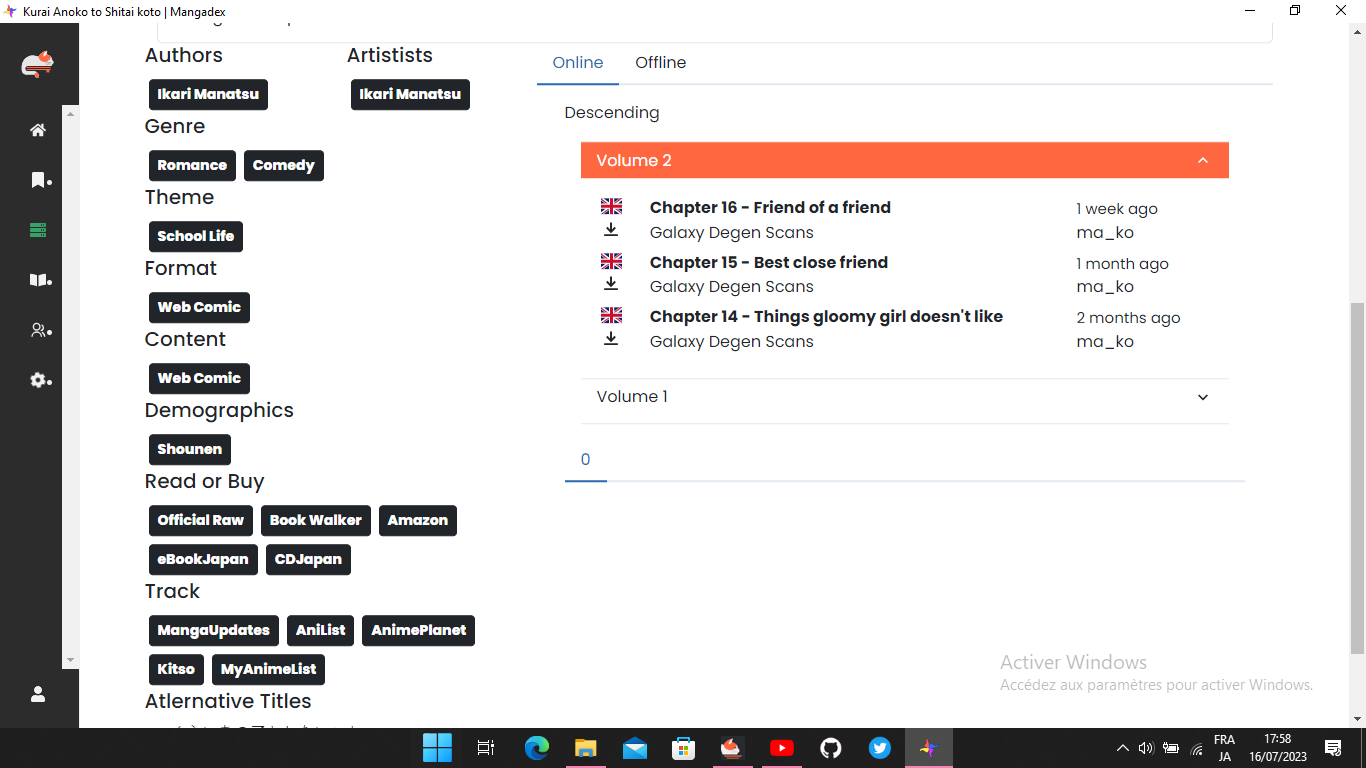 Kurai Anoko to Shitai koto | Mangadex
Authors
Artistists
Ikari Manatsu
Ikari Manatsu
Genre
Romance Comedy
Theme
School Life
Format
Web Comic
Content
Web Comic
Demographics
Shounen
Read or Buy
Official Raw Book Walker Amazon
eBookJapan CDJapan
Track
MangaUpdates AniList AnimePlanet
Kitso MyAnimeList
Atlernative Titles
Online Offline
Descending
Volume 2
Chapter 16 - Friend of a friend 1 week ago
Galaxy Degen Scans ma_ko
Chapter 15 - Best close friend 1 month ago
Galaxy Degen Scans ma_ko
Chapter 14 - Things gloomy girl doesn't like 2 months ago
Galaxy Degen Scans ma_ko
Volume 1
0
Activer Windows
Accédez aux paramètres pour activer Windows.
FRA
JA
17:58
16/07/2023